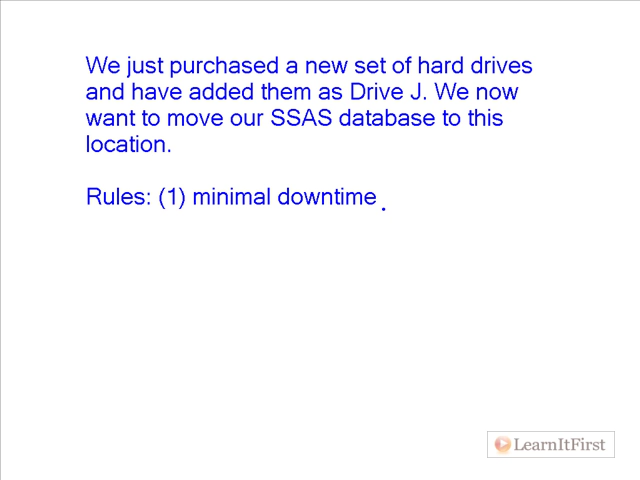 We just purchased a new set of hard drives
and have added them as Drive J. We now
want to move our SSAS database to this
location.
Rules: (1) minimal downtime .
LearnItFirst